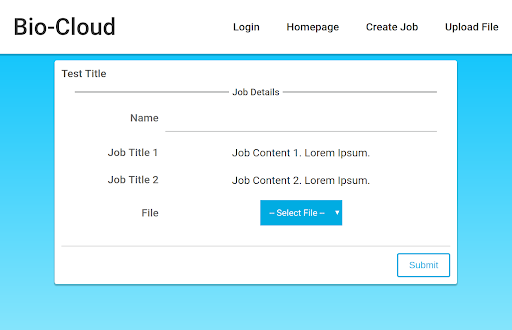 Bio-Cloud Login Homepage Create Job Upload File
Test Title
Job Details
Name
Job Title 1 Job Content 1. Lorem Ipsum.
Job Title 2 Job Content 2. Lorem Ipsum.
File -- Select File --
Submit